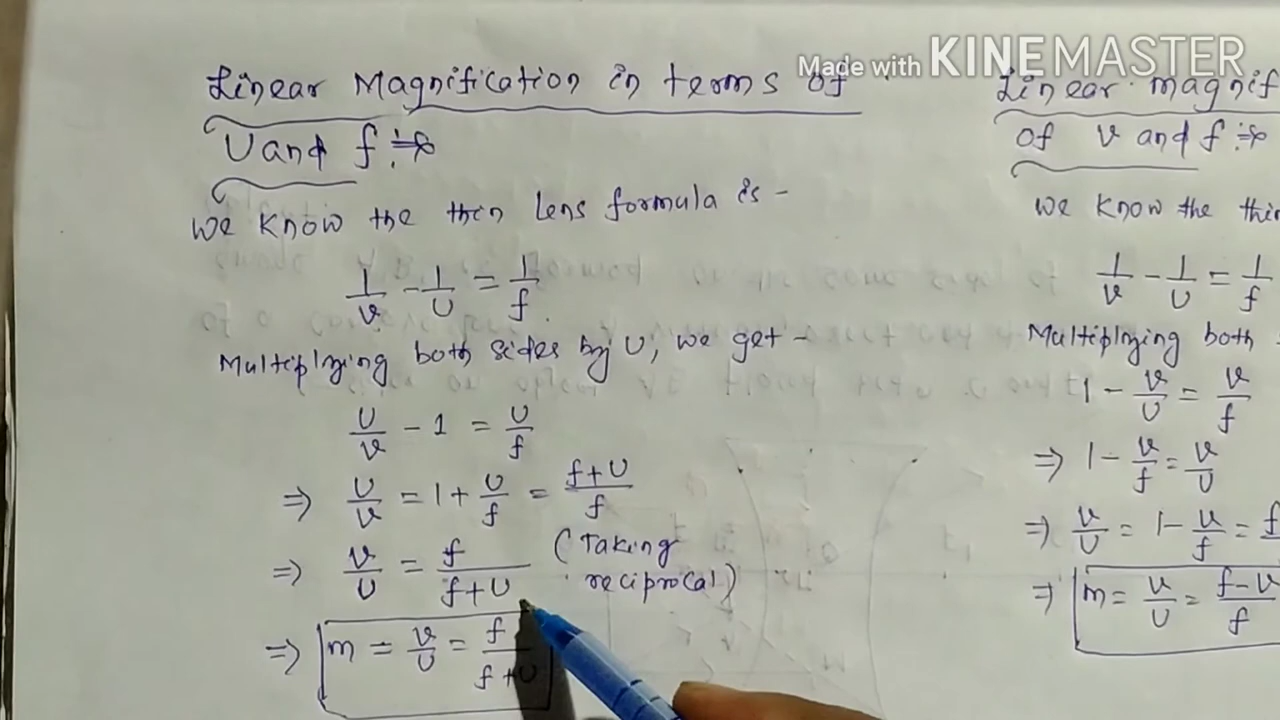 Made with KINEMASTER
Linear Magnification in terms of
U and f :⇒
We know the thin lens formula is -
1/v - 1/U = 1/f.
Multiplying both sides by U, we get -
U/v - 1 = U/f
⇒ U/v = 1 + U/f = f+U/f
⇒ v/U = f/f+U (Taking
reciprocal)
⇒ m = v/U = f/f+U
Linear magnif
of v and f :⇒
we know the thin
1/v - 1/U = 1/f
Multiplying both
1 - v/U = v/f
⇒ 1 - v/f = v/U
⇒ v/U = 1 - v/f = f
⇒ m = v/U = f-v/f